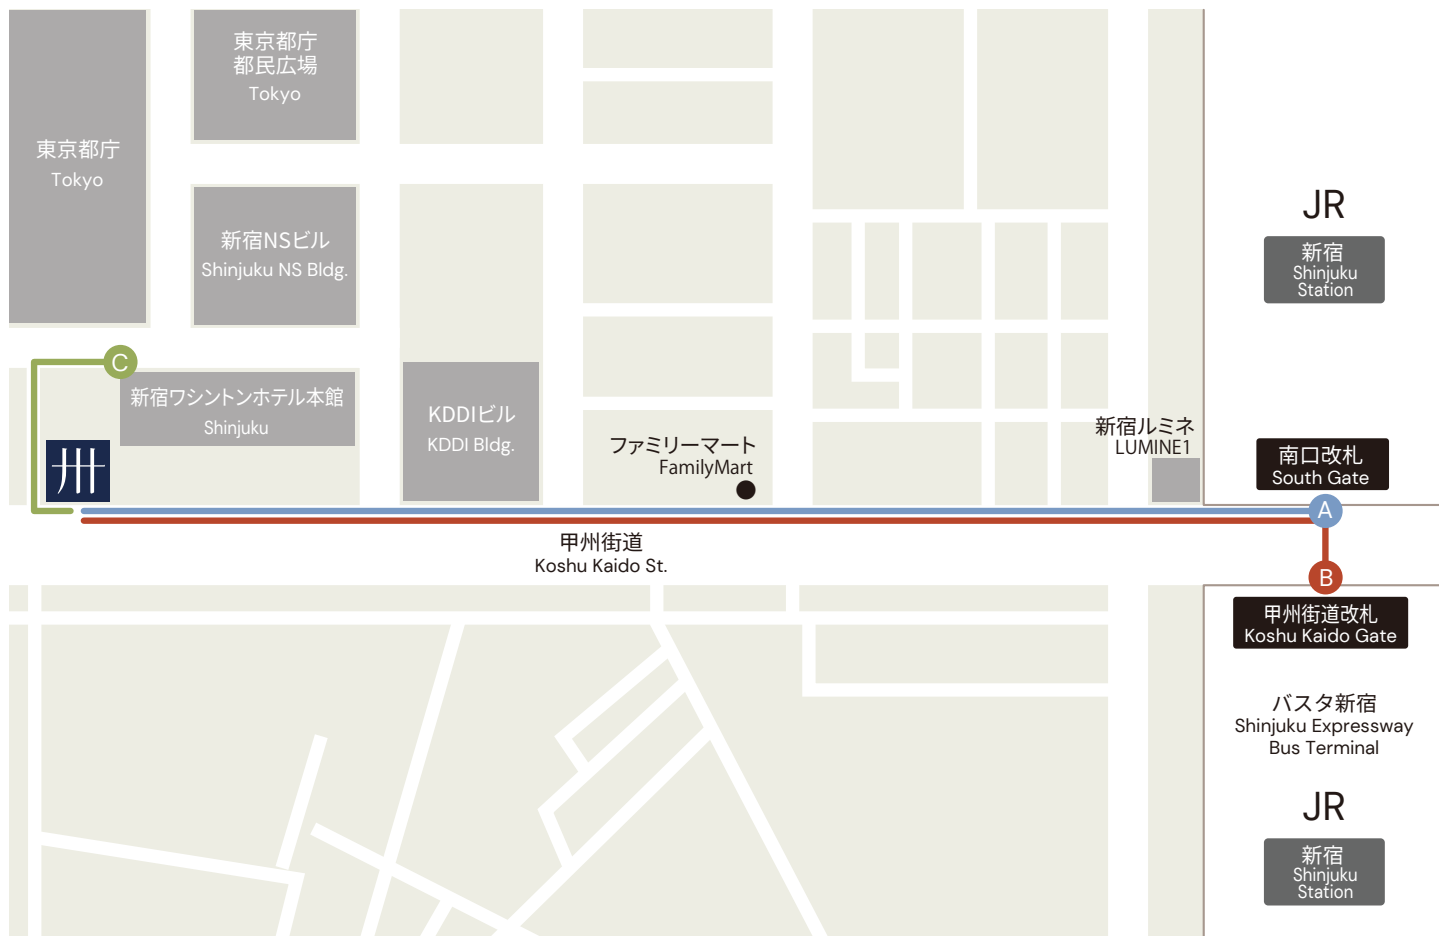 東京都庁
Tokyo
東京都庁
都民広場
Tokyo
新宿NSビル
Shinjuku NS Bldg.
JR
新宿
Shinjuku
Station
C
新宿ワシントンホテル本館
Shinjuku
KDDIビル
KDDI Bldg.
ファミリーマート
FamilyMart
新宿ルミネ
LUMINE1
南口改札
South Gate
A
甲州街道
Koshu Kaido St.
B
甲州街道改札
Koshu Kaido Gate
バスタ新宿
Shinjuku Expressway
Bus Terminal
JR
新宿
Shinjuku
Station